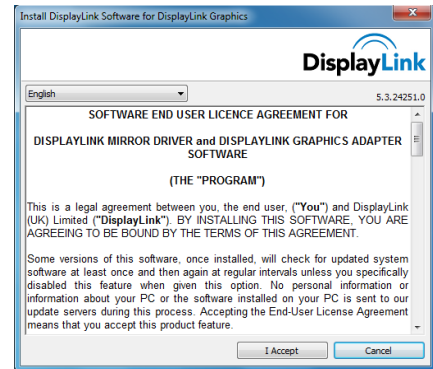 Install DisplayLink Software for DisplayLink Graphics
DisplayLink
English
5.3.24251.0
SOFTWARE END USER LICENCE AGREEMENT FOR
DISPLAYLINK MIRROR DRIVER and DISPLAYLINK GRAPHICS ADAPTER
SOFTWARE
(THE "PROGRAM")
This is a legal agreement between you, the end user, ("You") and DisplayLink
(UK) Limited ("DisplayLink"). BY INSTALLING THIS SOFTWARE, YOU ARE
AGREEING TO BE BOUND BY THE TERMS OF THIS AGREEMENT.
Some versions of this software, once installed, will check for updated system
software at least once and then again at regular intervals unless you specifically
disabled this feature when given this option. No personal information or
information about your PC or the software installed on your PC is sent to our
update servers during this process. Accepting the End-User License Agreement
means that you accept this product feature.
I Accept
Cancel